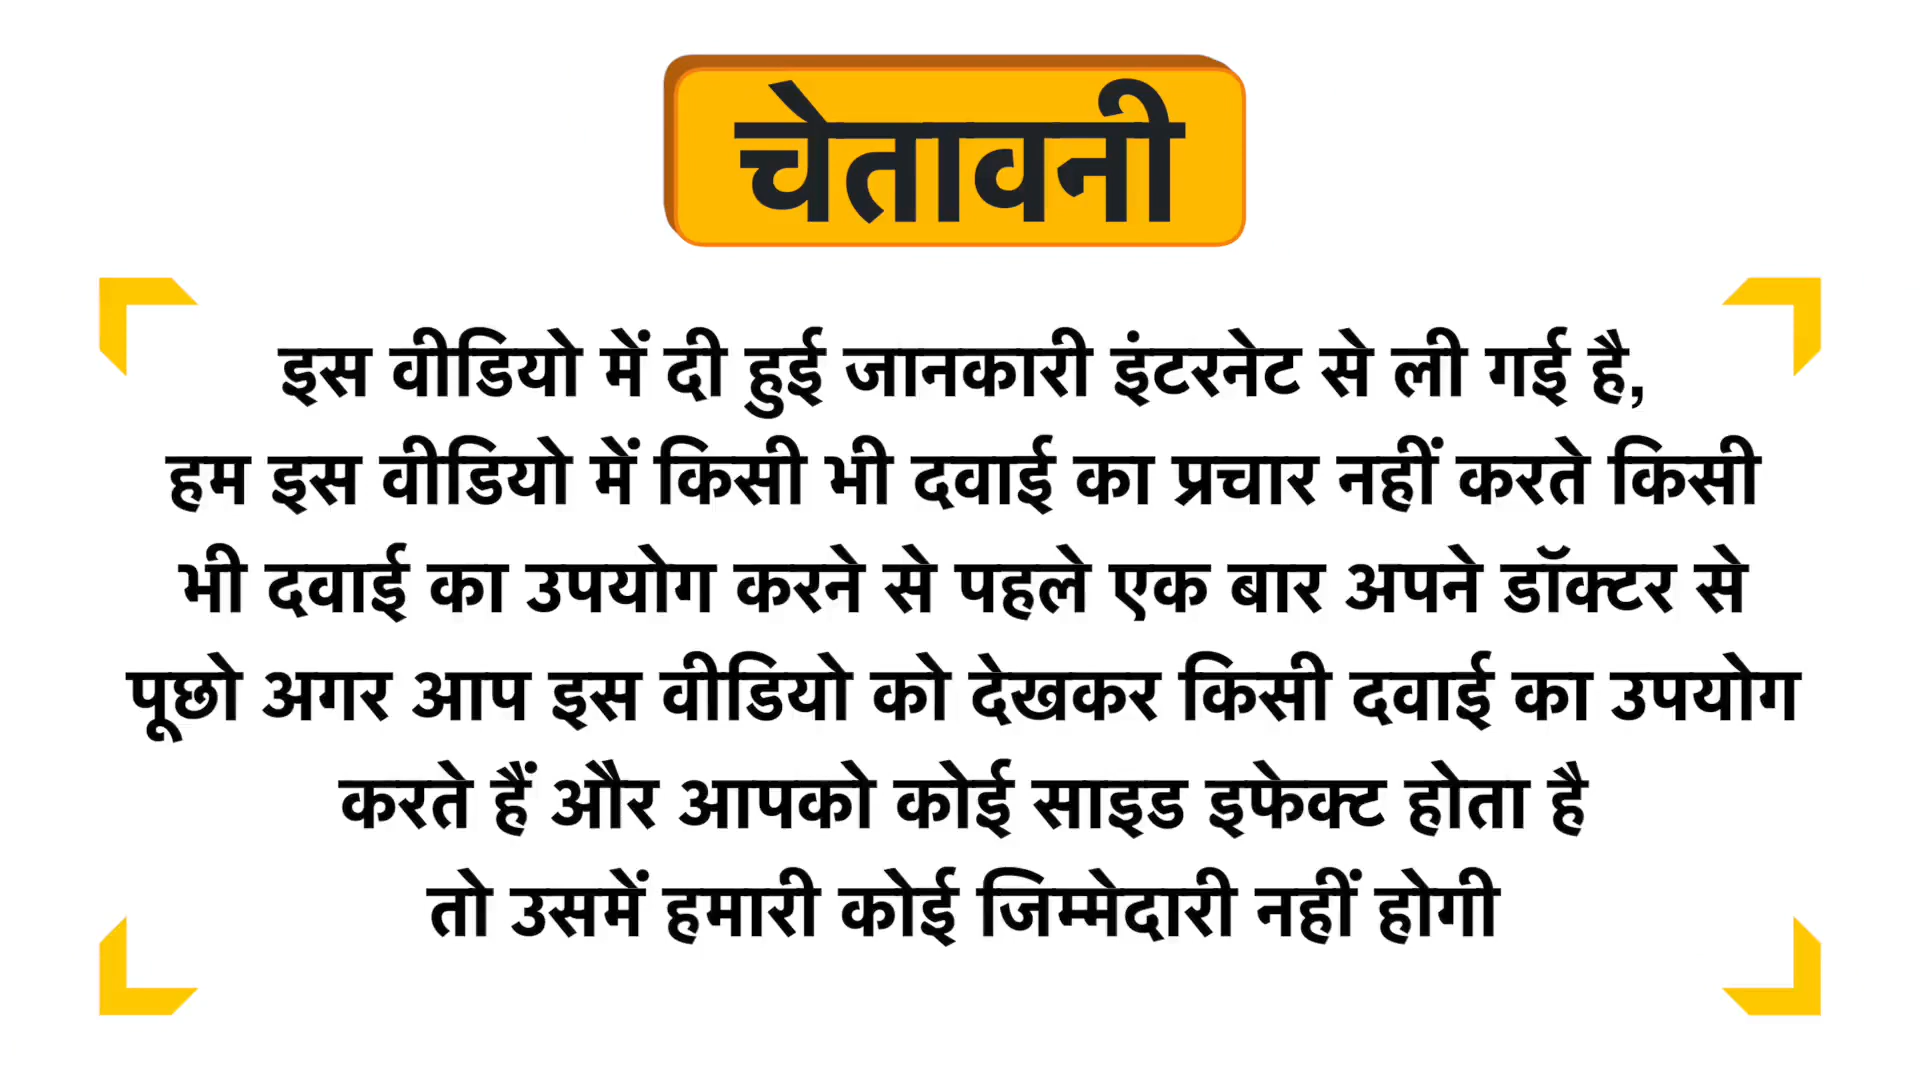 चेतावनी
इस वीडियो में दी हुई जानकारी इंटरनेट से ली गई है,
हम इस वीडियो में किसी भी दवाई का प्रचार नहीं करते किसी
भी दवाई का उपयोग करने से पहले एक बार अपने डॉक्टर से
पूछो अगर आप इस वीडियो को देखकर किसी दवाई का उपयोग
करते हैं और आपको कोई साइड इफेक्ट होता है
तो उसमें हमारी कोई जिम्मेदारी नहीं होगी